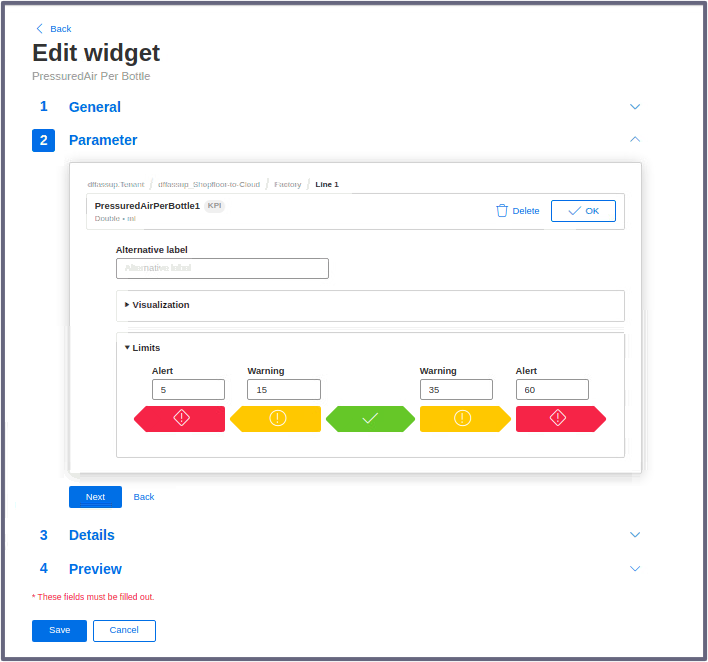 Back
Edit widget
PressuredAir Per Bottle
1 General
2 Parameter
dffassup.Tenant / dffassup_Shopfloor-to-Cloud / Factory / Line 1
PressuredAirPerBottle1 KPI
Double • ml
Delete
OK
Alternative label
Alternative label
Visualization
Limits
Alert Warning Warning Alert
5 15 35 60
Next Back
3 Details
4 Preview
* These fields must be filled out.
Save Cancel